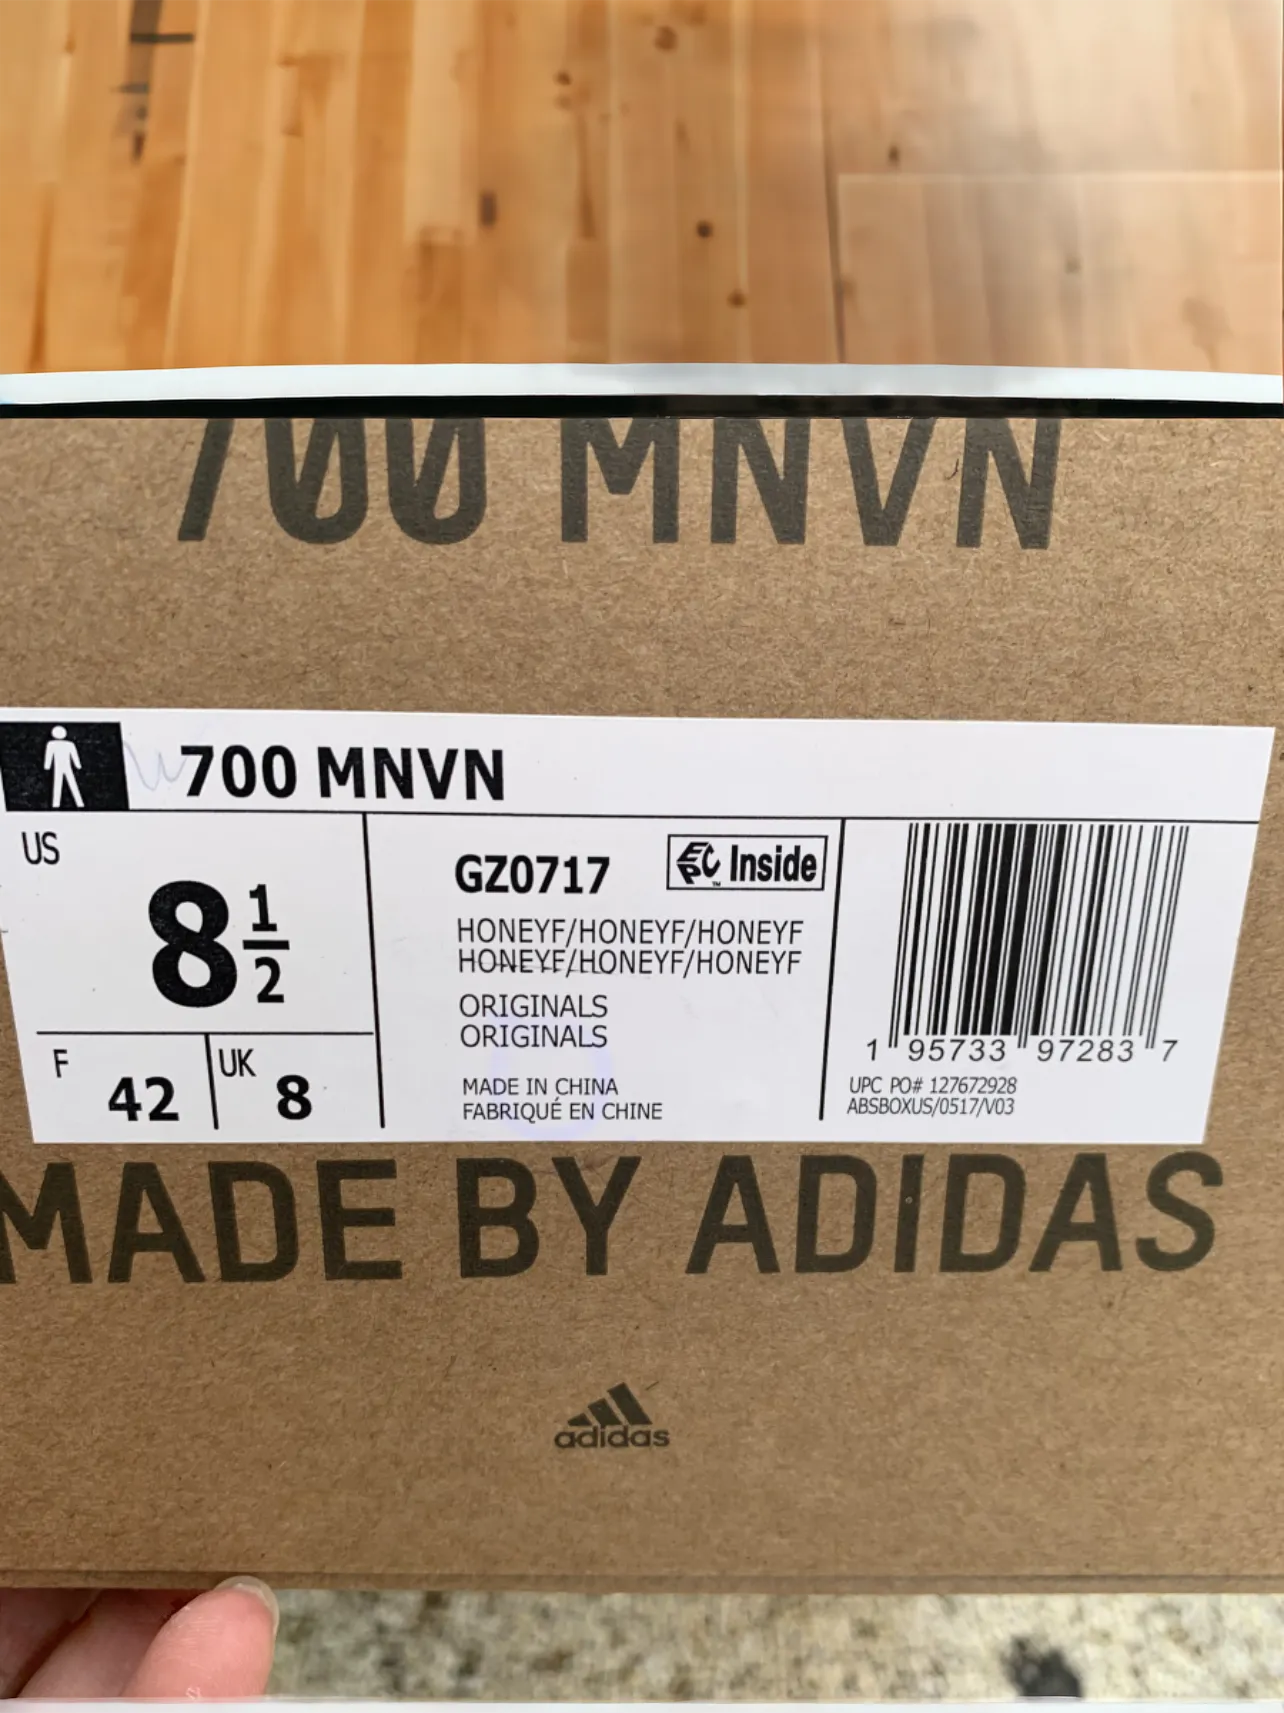 700 MNVN
700 MNVN
US
8 1/2
F
42
UK
8
GZ0717
EPC Inside
™
HONEYF/HONEYF/HONEYF
HONEYF/HONEYF/HONEYF
ORIGINALS
ORIGINALS
MADE IN CHINA
FABRIQUÉ EN CHINE
1 95733 97283 7
UPC PO# 127672928
ABSBOXUS/0517/V03
MADE BY ADIDAS
adidas